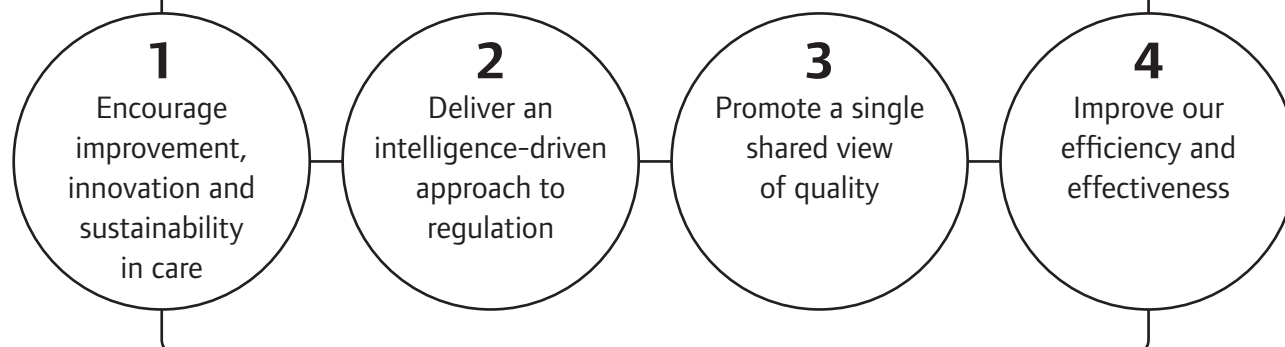 1
Encourage
improvement,
innovation and
sustainability
in care
2
Deliver an
intelligence-driven
approach to
regulation
3
Promote a single
shared view
of quality
4
Improve our
efficiency and
effectiveness